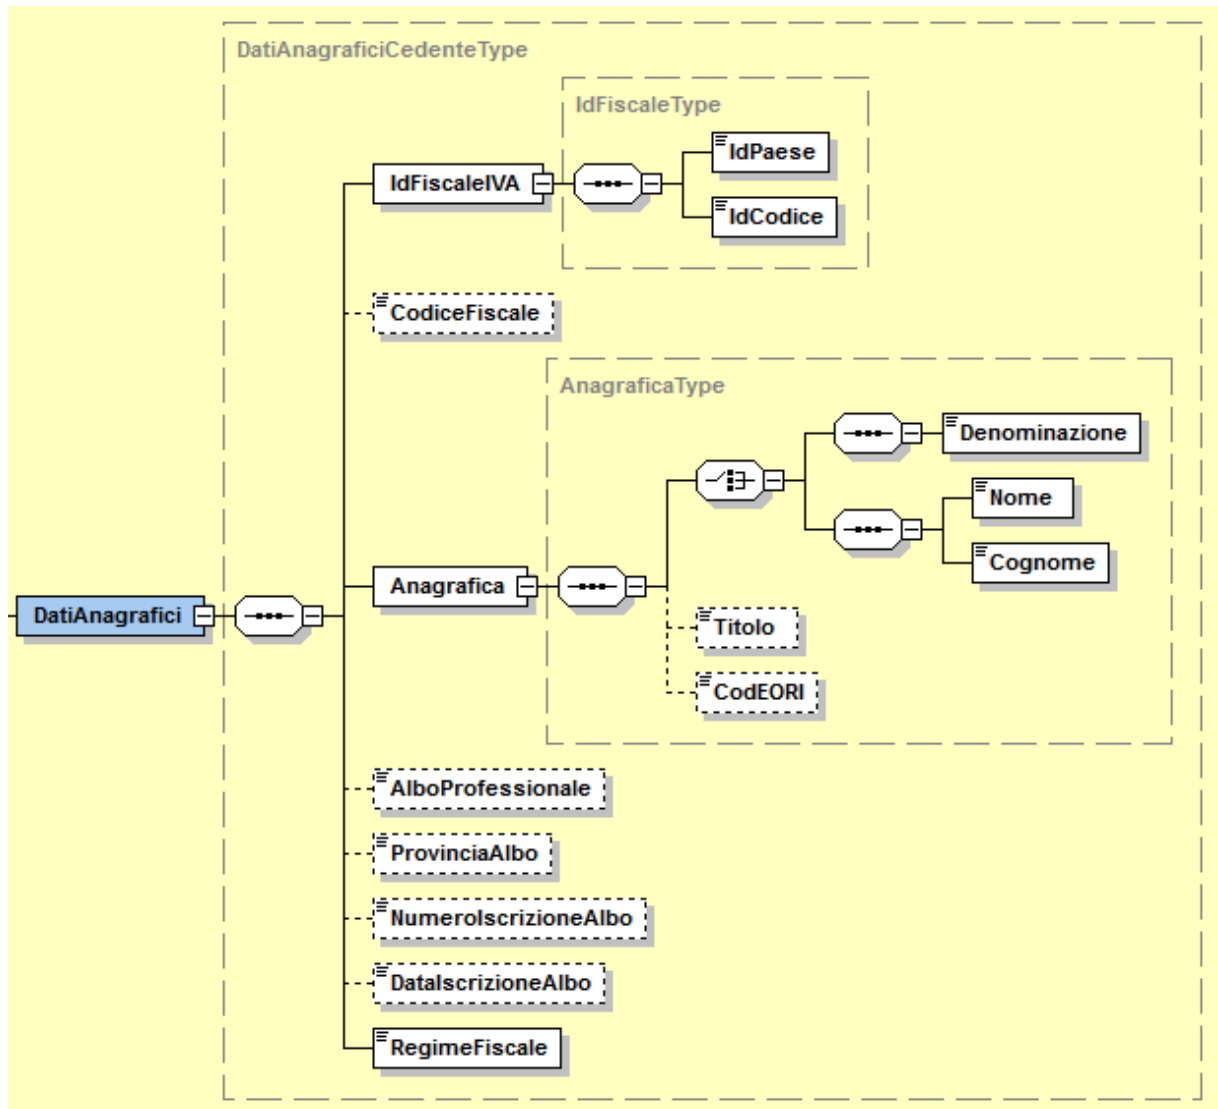 DatiAnagraficiCedenteType
IdFiscaleType
IdPaese
IdFiscaleIVA
IdCodice
CodiceFiscale
AnagraficaType
Denominazione
Nome
Cognome
Anagrafica
DatiAnagrafici
Titolo
CodEORI
AlboProfessionale
ProvinciaAlbo
NumeroIscrizioneAlbo
DataIscrizioneAlbo
RegimeFiscale